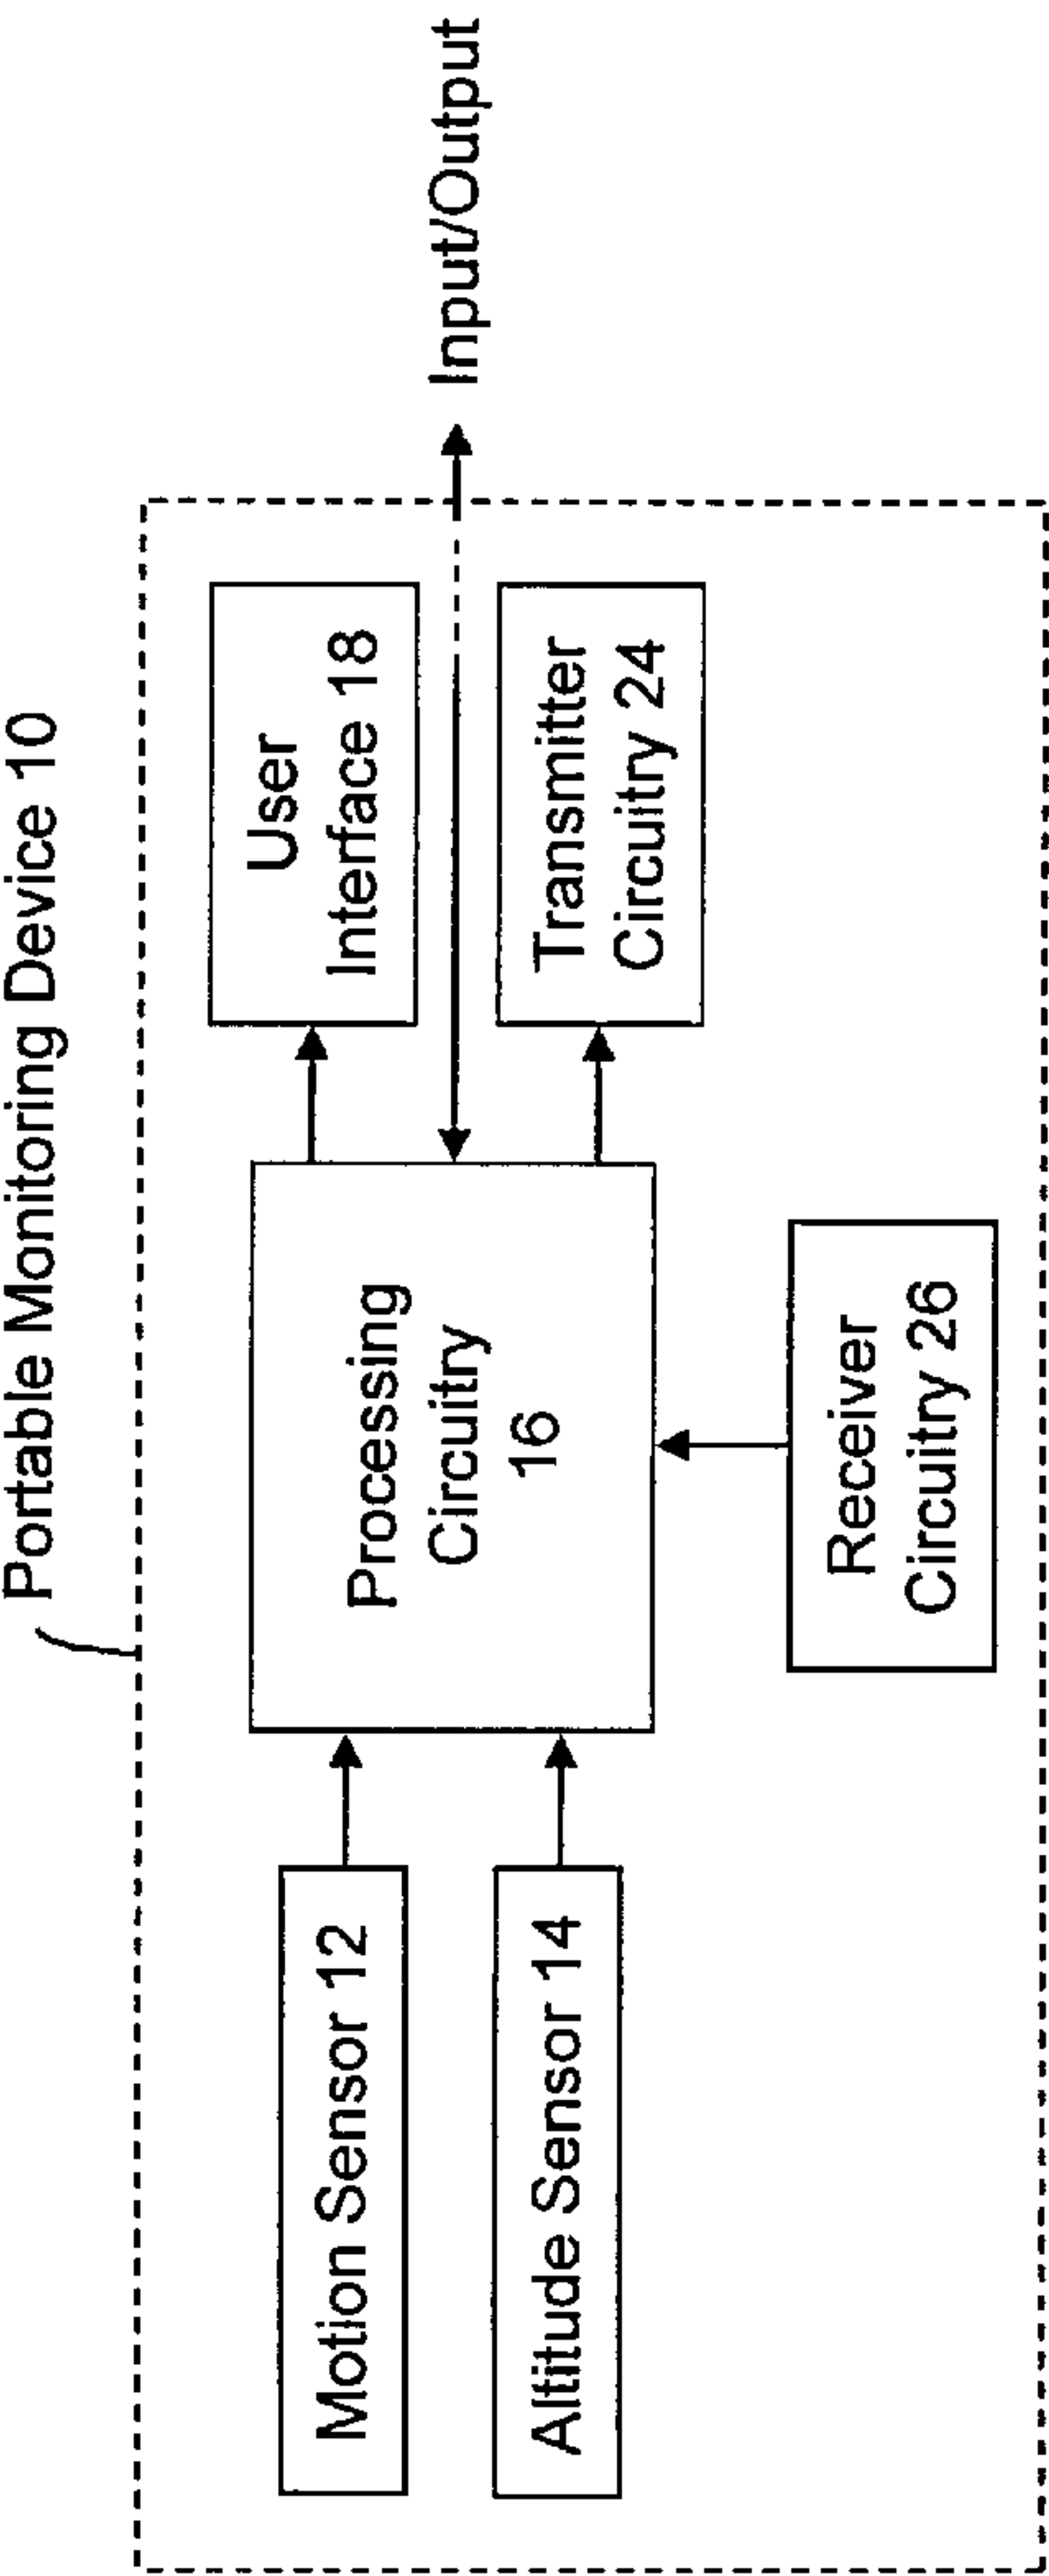 Portable Monitoring Device 10
Motion Sensor 12
Altitude Sensor 14
Processing
Circuitry
16
Receiver
Circuitry 26
User
Interface 18
Transmitter
Circuitry 24
Input/Output